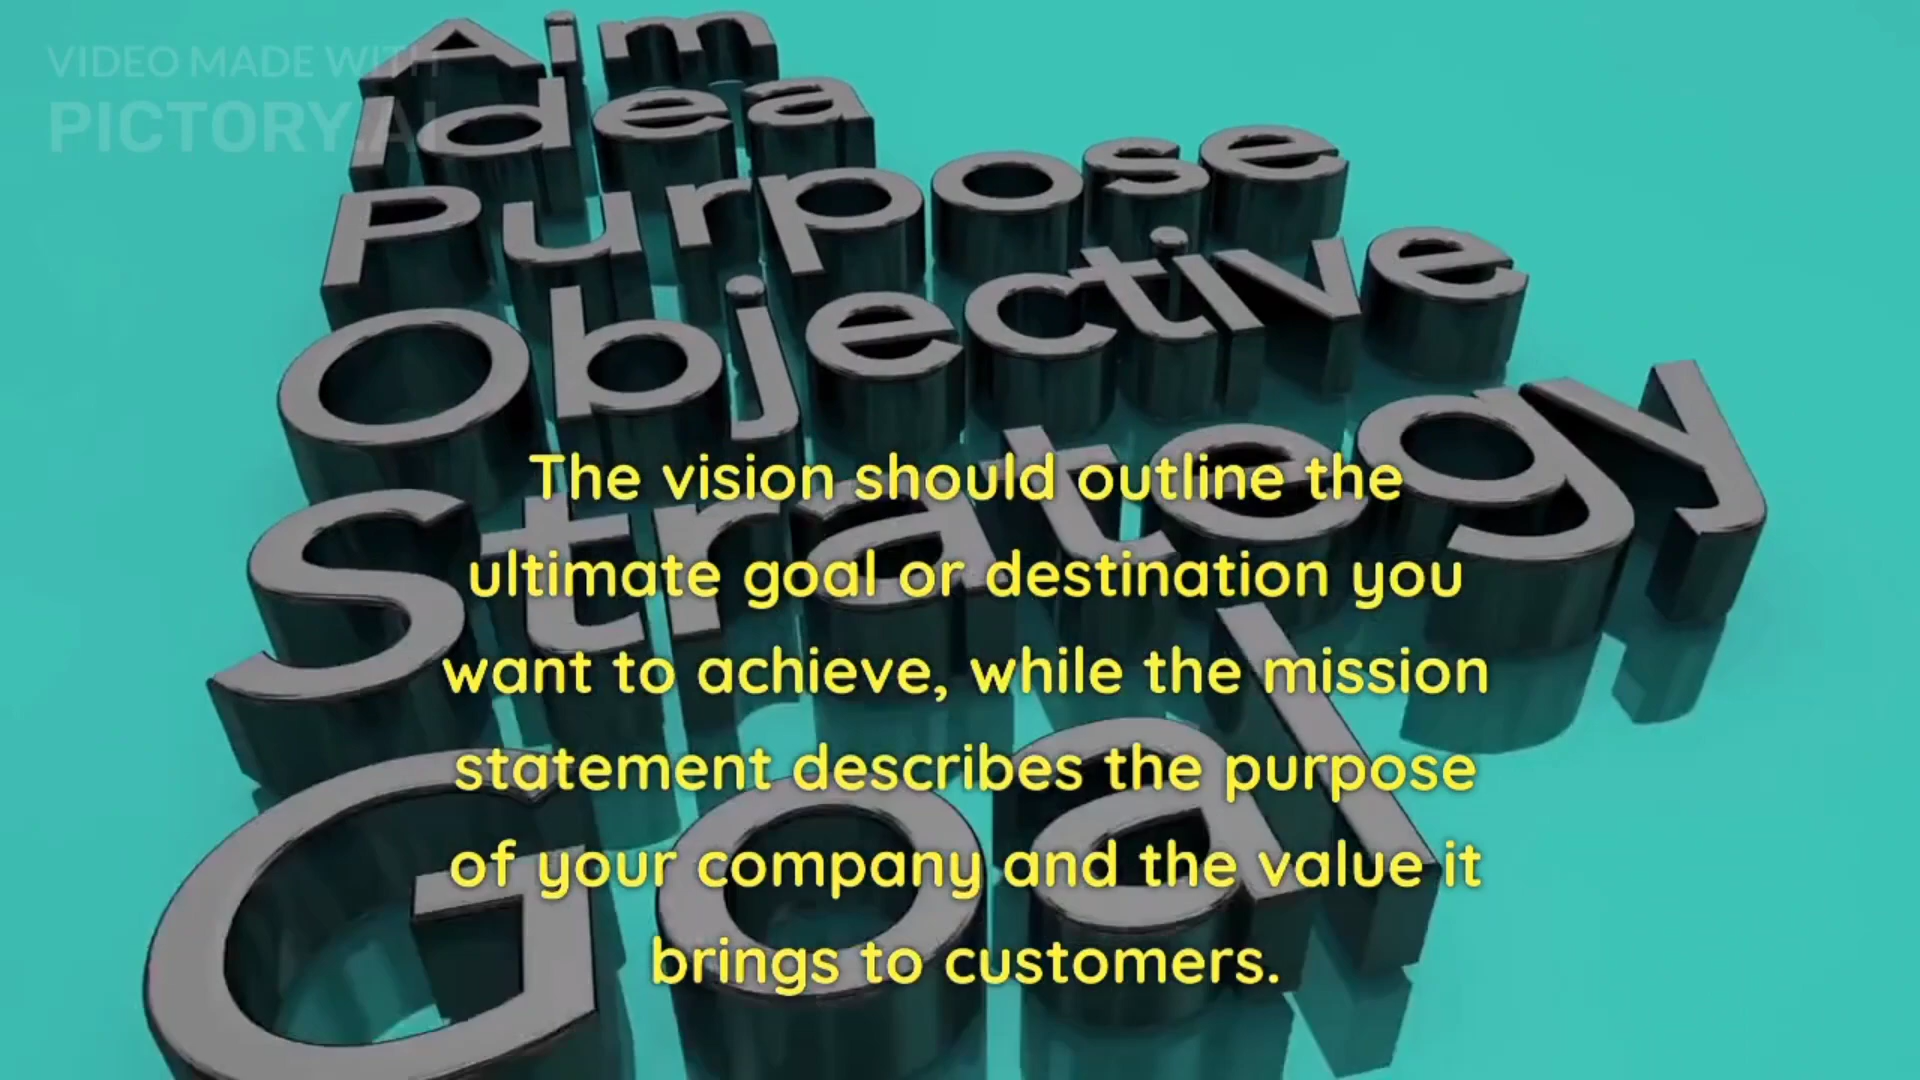 VIDEO MADE WITH
PICTORY.AI
Aim
Idea
Purpose
Objective
Strategy
Goal
The vision should outline the
ultimate goal or destination you
want to achieve, while the mission
statement describes the purpose
of your company and the value it
brings to customers.